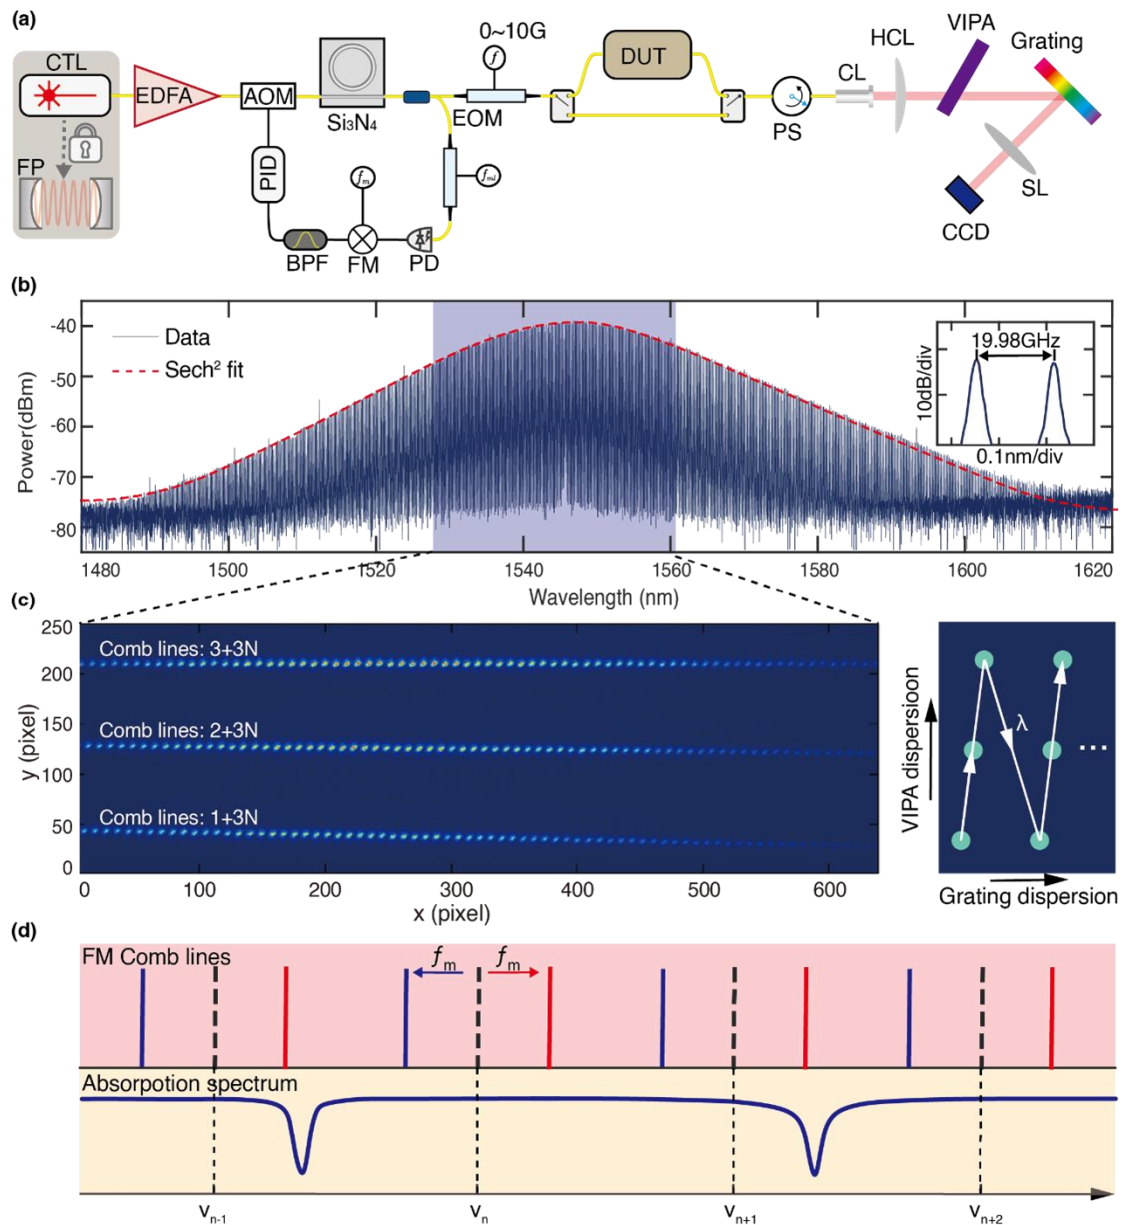 (a)
CTL
FP
EDFA
AOM
Si₃N₄
PID
BPF
FM
PD
fₘ
fₘⱼ
0~10G
f
EOM
DUT
PS
CL
HCL
VIPA
Grating
SL
CCD
(b)
Power(dBm)
-40
-50
-60
-70
-80
Data
Sech² fit
19.98GHz
10dB/div
0.1nm/div
1480 1500 1520 1540 1560 1580 1600 1620
Wavelength (nm)
(c)
y (pixel)
250
200
150
100
50
0
Comb lines: 3+3N
Comb lines: 2+3N
Comb lines: 1+3N
0 100 200 300 400 500 600
x (pixel)
VIPA dispersioon
λ
...
Grating dispersion
(d)
FM Comb lines
fₘ fₘ
Absorpotion spectrum
νₙ₋₁ νₙ νₙ₊₁ νₙ₊₂